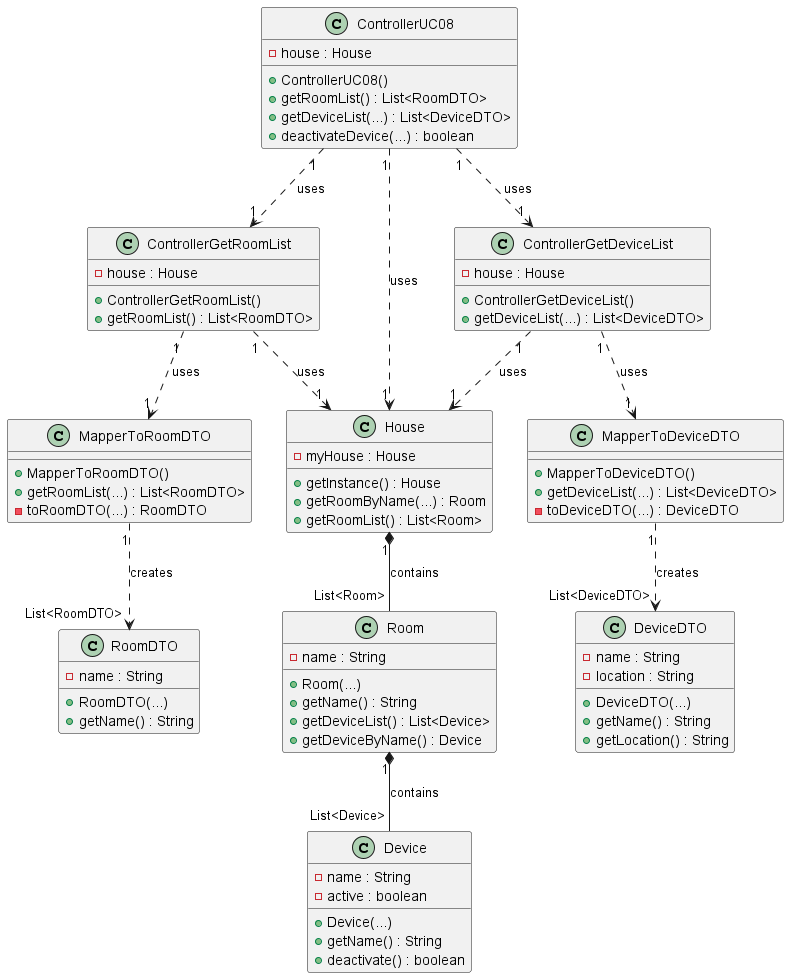 C ControllerUC08
house : House
ControllerUC08()
getRoomList() : List<RoomDTO>
getDeviceList(...) : List<DeviceDTO>
deactivateDevice(...) : boolean
1 1 1
uses uses
1 1
C ControllerGetRoomList
house : House
ControllerGetRoomList()
getRoomList() : List<RoomDTO>
uses
C ControllerGetDeviceList
house : House
ControllerGetDeviceList()
getDeviceList(...) : List<DeviceDTO>
1 1 1 1
uses uses uses uses
1 1 1 1 1
C MapperToRoomDTO
MapperToRoomDTO()
getRoomList(...) : List<RoomDTO>
toRoomDTO(...) : RoomDTO
C House
myHouse : House
getInstance() : House
getRoomByName(...) : Room
getRoomList() : List<Room>
C MapperToDeviceDTO
MapperToDeviceDTO()
getDeviceList(...) : List<DeviceDTO>
toDeviceDTO(...) : DeviceDTO
1 1 1
creates contains creates
List<RoomDTO> List<Room> List<DeviceDTO>
C RoomDTO
name : String
RoomDTO(...)
getName() : String
C Room
name : String
Room(...)
getName() : String
getDeviceList() : List<Device>
getDeviceByName() : Device
C DeviceDTO
name : String
location : String
DeviceDTO(...)
getName() : String
getLocation() : String
1
contains
List<Device>
C Device
name : String
active : boolean
Device(...)
getName() : String
deactivate() : boolean